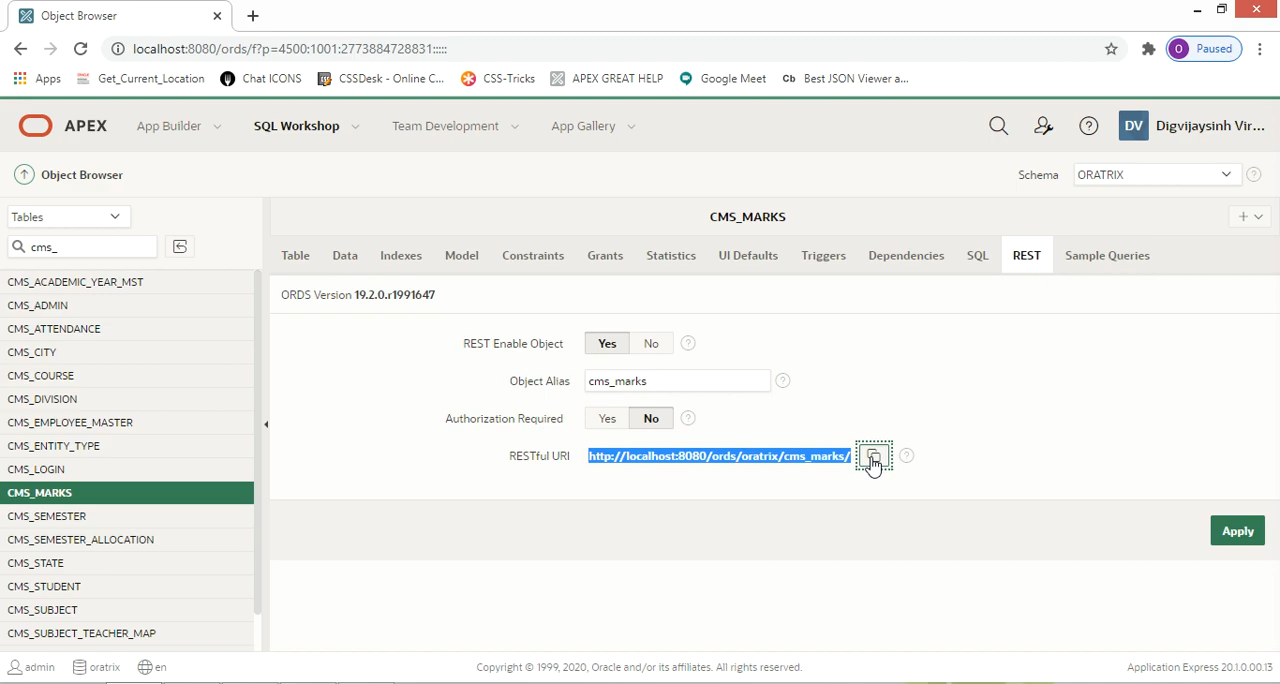 Object Browser
localhost:8080/ords/f?p=4500:1001:2773884728831:::::
O Paused
Apps Get_Current_Location Chat ICONS CSSDesk - Online C... CSS-Tricks APEX GREAT HELP Google Meet Cb Best JSON Viewer a...
APEX App Builder SQL Workshop Team Development App Gallery DV Digvijaysinh Vir...
Object Browser
Schema ORATRIX
Tables
cms_
CMS_ACADEMIC_YEAR_MST
CMS_ADMIN
CMS_ATTENDANCE
CMS_CITY
CMS_COURSE
CMS_DIVISION
CMS_EMPLOYEE_MASTER
CMS_ENTITY_TYPE
CMS_LOGIN
CMS_MARKS
CMS_SEMESTER
CMS_SEMESTER_ALLOCATION
CMS_STATE
CMS_STUDENT
CMS_SUBJECT
CMS_SUBJECT_TEACHER_MAP
CMS_MARKS
Table Data Indexes Model Constraints Grants Statistics UI Defaults Triggers Dependencies SQL REST Sample Queries
ORDS Version 19.2.0.r1991647
REST Enable Object Yes No
Object Alias cms_marks
Authorization Required Yes No
RESTful URI http://localhost:8080/ords/oratrix/cms_marks/
Apply
admin oratrix en
Copyright © 1999, 2020, Oracle and/or its affiliates. All rights reserved.
Application Express 20.1.0.00.13